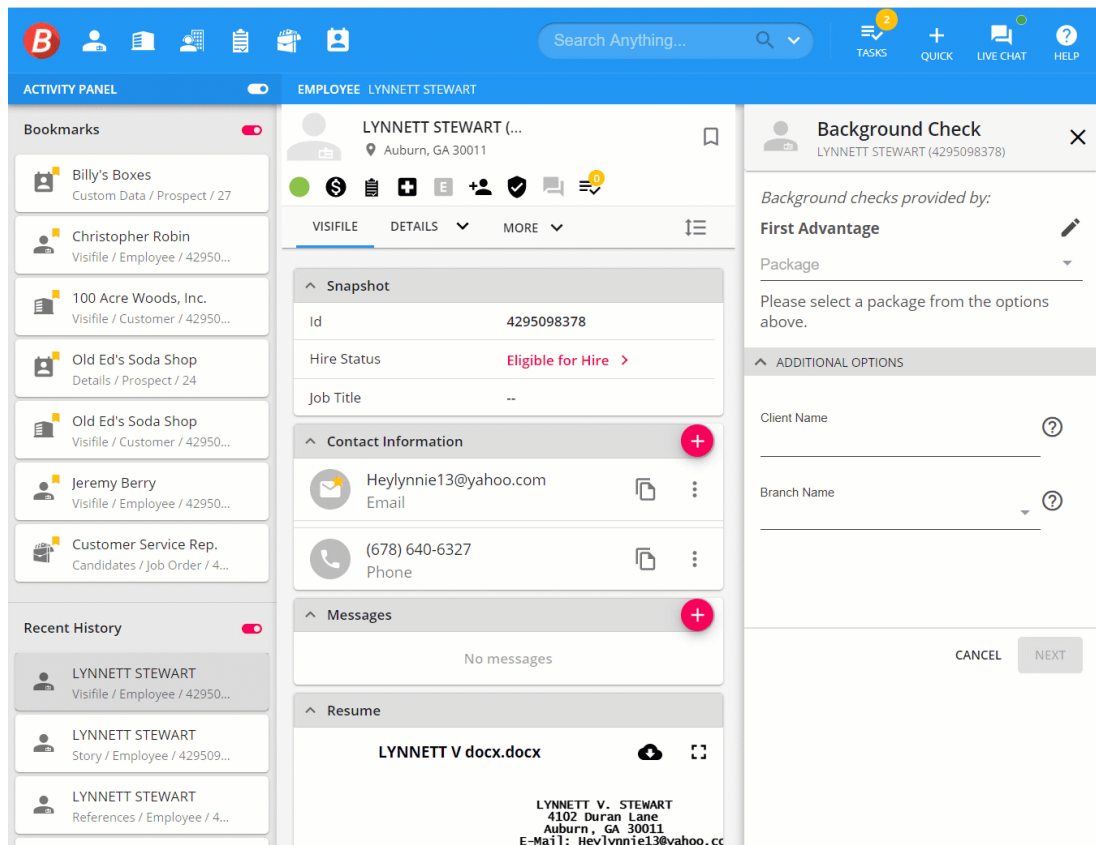 B
Search Anything...
2
TASKS
QUICK
LIVE CHAT
HELP
ACTIVITY PANEL
EMPLOYEE LYNNETT STEWART
Bookmarks
Billy's Boxes
Custom Data / Prospect / 27
Christopher Robin
Visifile / Employee / 42950...
100 Acre Woods, Inc.
Visifile / Customer / 42950...
Old Ed's Soda Shop
Details / Prospect / 24
Old Ed's Soda Shop
Visifile / Customer / 42950...
Jeremy Berry
Visifile / Employee / 42950...
Customer Service Rep.
Candidates / Job Order / 4...
Recent History
LYNNETT STEWART
Visifile / Employee / 42950...
LYNNETT STEWART
Story / Employee / 429509...
LYNNETT STEWART
References / Employee / 4...
LYNNETT STEWART (...
Auburn, GA 30011
E
0
VISIFILE
DETAILS
MORE
Snapshot
Id
4295098378
Hire Status
Eligible for Hire
Job Title
--
Contact Information
Heylynnie13@yahoo.com
Email
(678) 640-6327
Phone
Messages
No messages
Resume
LYNNETT V docx.docx
LYNNETT V. STEWART
4102 Duran Lane
Auburn, GA 30011
E-Mail: Heylynnie13@yahoo.co
Background Check
LYNNETT STEWART (4295098378)
Background checks provided by:
First Advantage
Package
Please select a package from the options
above.
ADDITIONAL OPTIONS
Client Name
Branch Name
CANCEL
NEXT